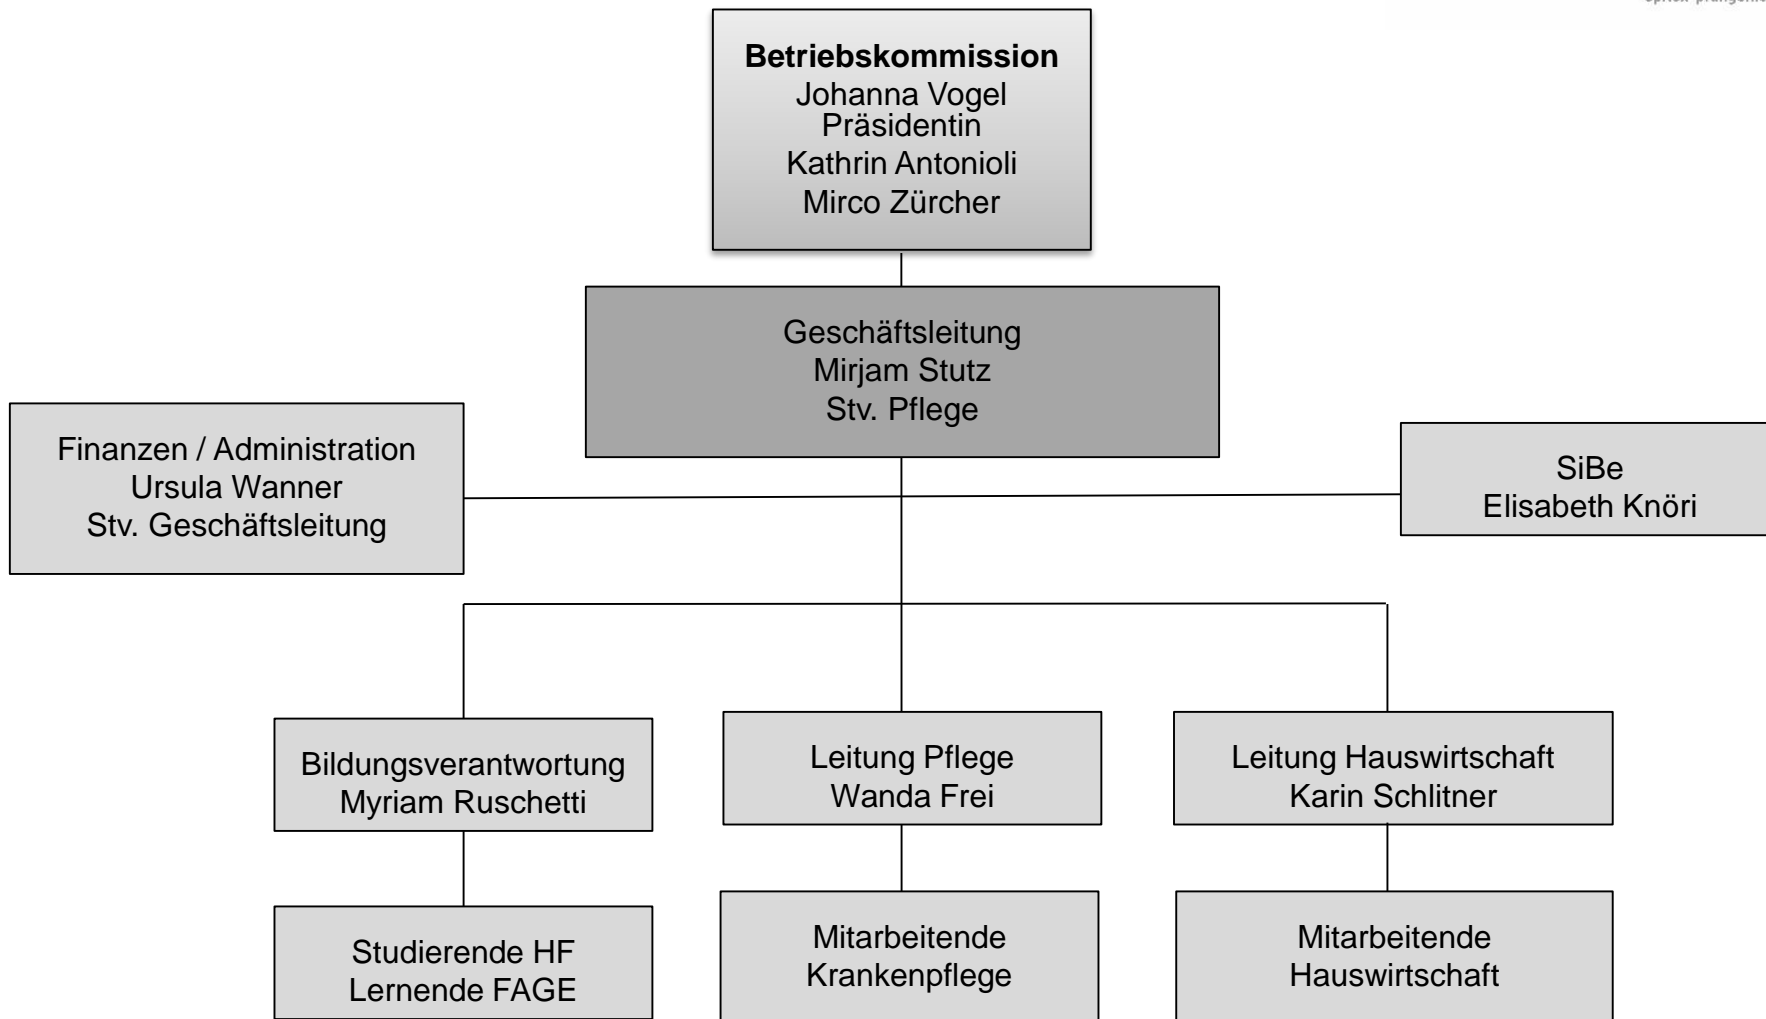 Betriebskommission
Johanna Vogel
Präsidentin
Kathrin Antonioli
Mirco Zürcher
Geschäftsleitung
Mirjam Stutz
Stv. Pflege
Finanzen / Administration
Ursula Wanner
Stv. Geschäftsleitung
SiBe
Elisabeth Knöri
Bildungsverantwortung
Myriam Ruschetti
Leitung Pflege
Wanda Frei
Leitung Hauswirtschaft
Karin Schlitner
Studierende HF
Lernende FAGE
Mitarbeitende
Krankenpflege
Mitarbeitende
Hauswirtschaft